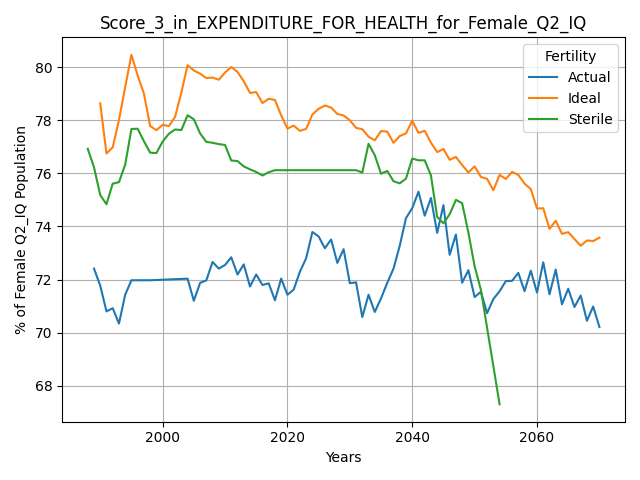 Score_3_in_EXPENDITURE_FOR_HEALTH_for_Female_Q2_IQ
Fertility
Actual
Ideal
Sterile
% of Female Q2_IQ Population
80
78
76
74
72
70
68
2000
2020
2040
2060
Years